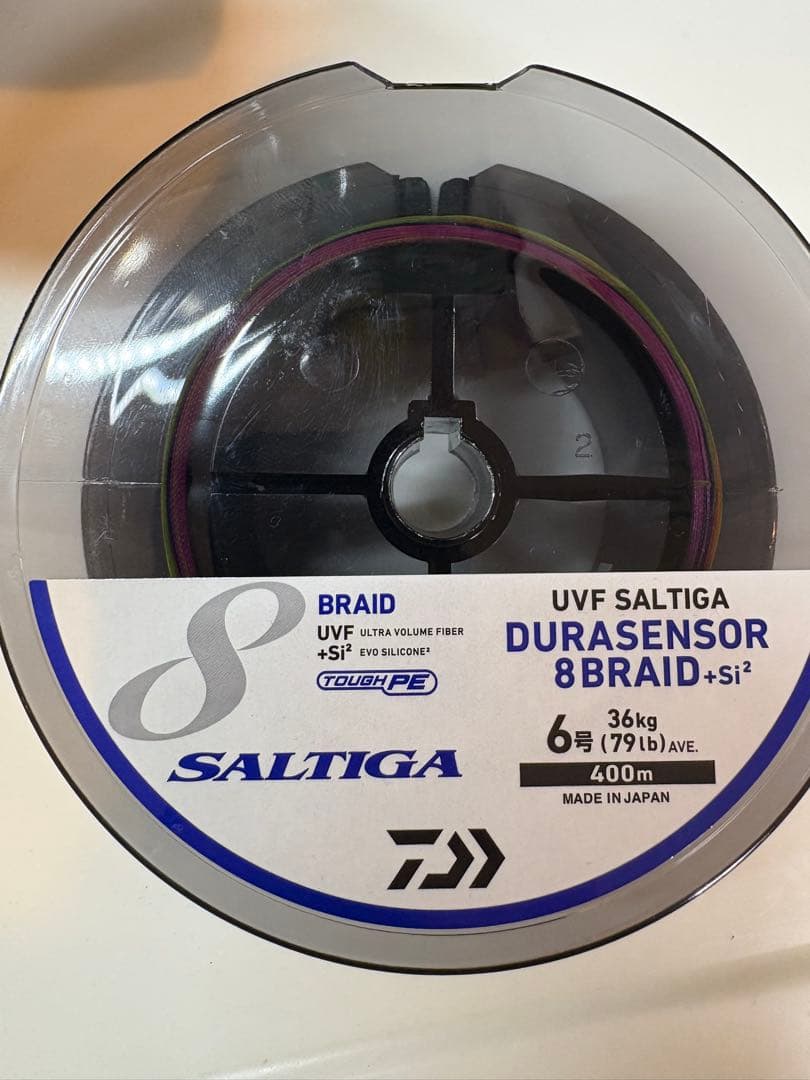 2
8
BRAID
UVF ULTRA VOLUME FIBER
+Si² EVO SILICONE²
TOUGH PE
SALTIGA
UVF SALTIGA
DURASENSOR
8BRAID+Si²
6号 36kg (79lb) AVE.
400m
MADE IN JAPAN